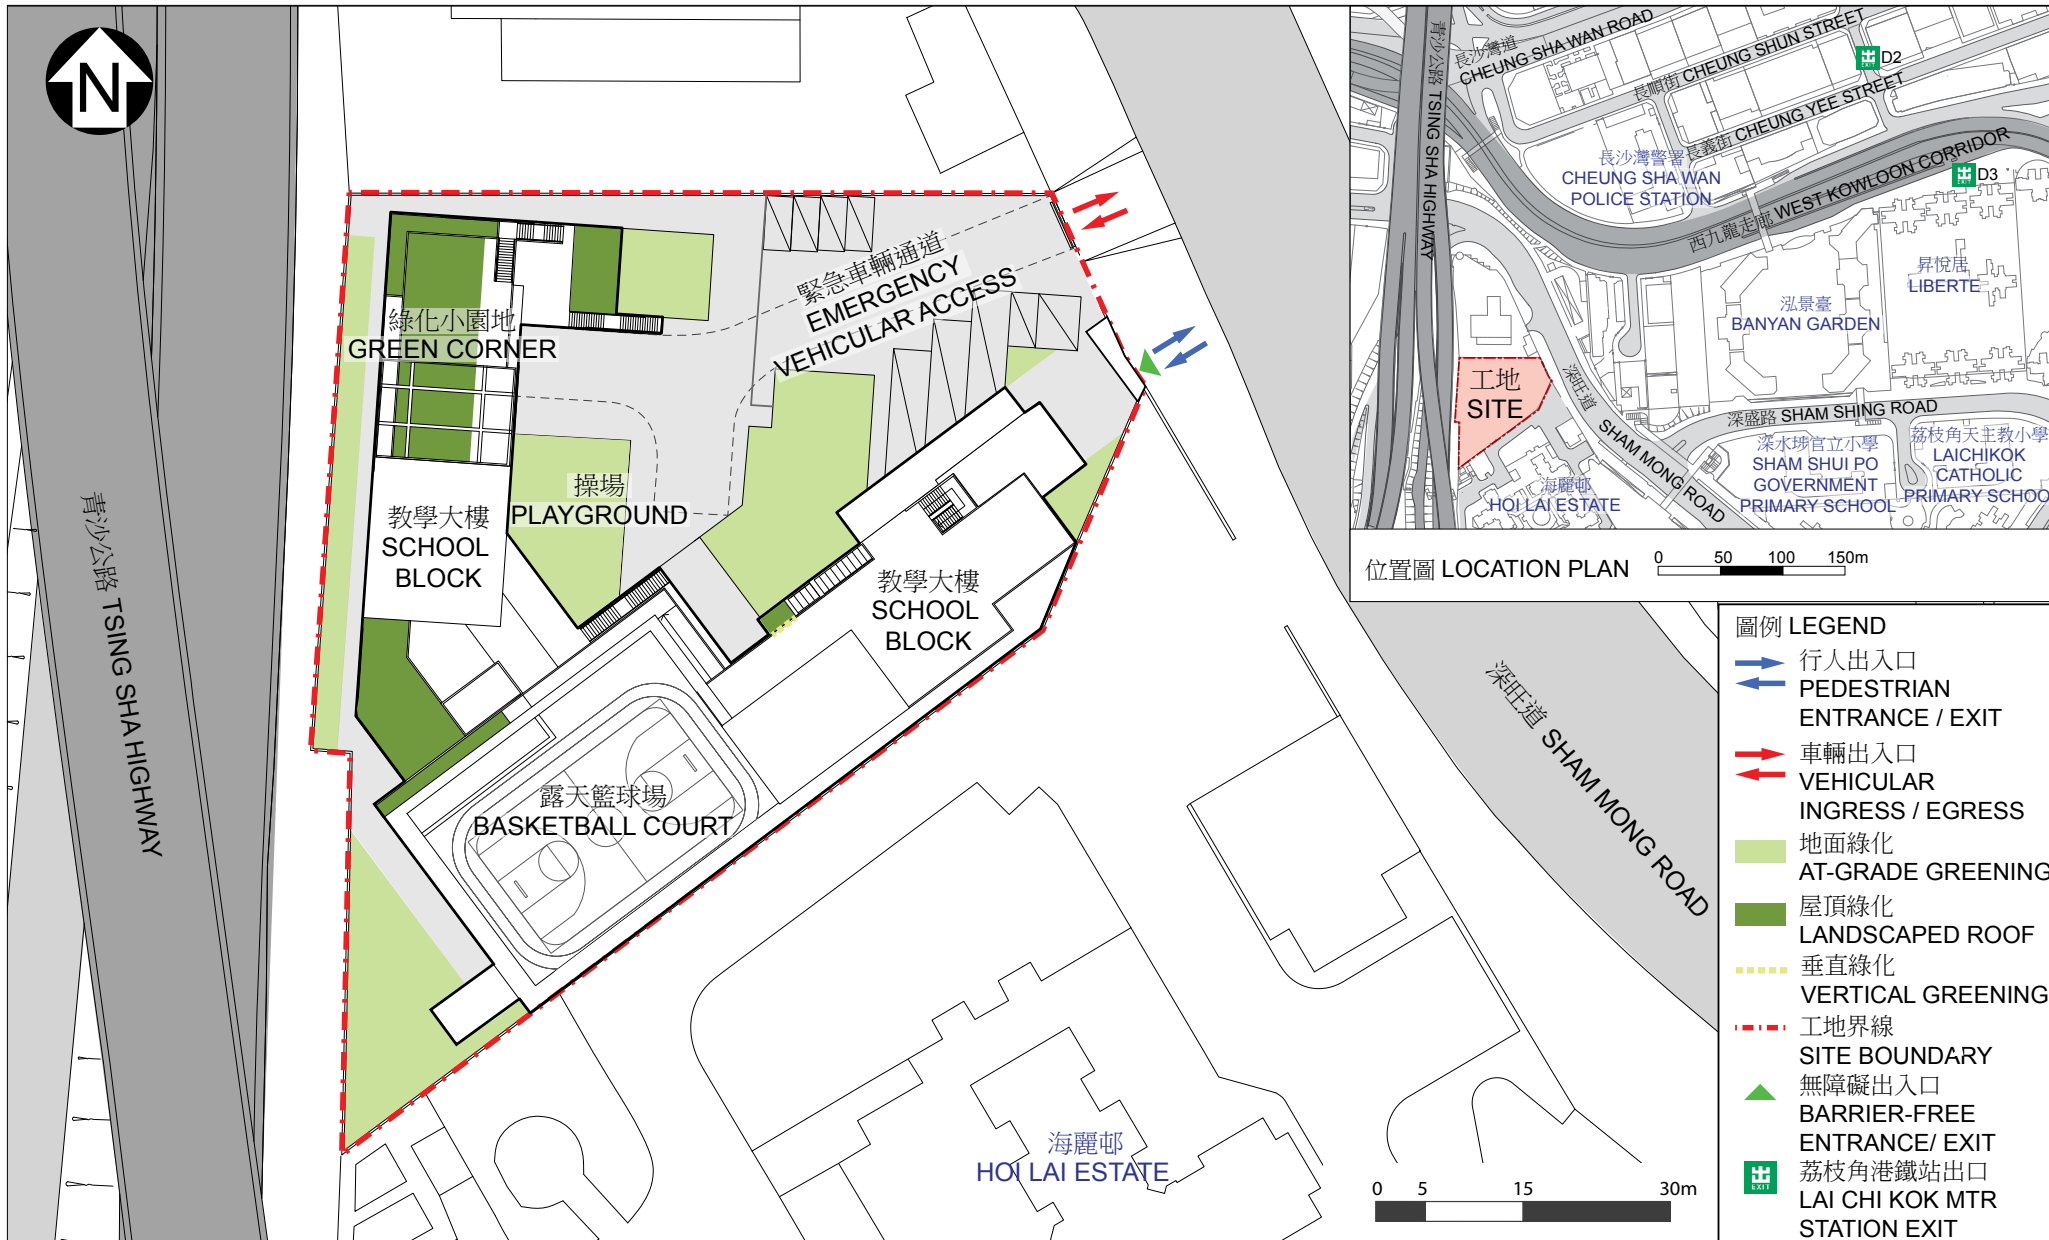 N
青沙公路 TSING SHA HIGHWAY
緊急車輛通道
EMERGENCY
VEHICULAR ACCESS
綠化小園地
GREEN CORNER
操場
PLAYGROUND
教學大樓
SCHOOL
BLOCK
教學大樓
SCHOOL
BLOCK
露天籃球場
BASKETBALL COURT
深旺道 SHAM MONG ROAD
海麗邨
HOI LAI ESTATE
0 5 15 30m
青沙公路 TSING SHA HIGHWAY
長沙灣道
CHEUNG SHA WAN ROAD
長順街 CHEUNG SHUN STREET
長義街 CHEUNG YEE STREET
EXIT
D2
長沙灣警署
CHEUNG SHA WAN
POLICE STATION
西九龍走廊 WEST KOWLOON CORRIDOR
EXIT
D3
昇悅居
LIBERTE
泓景臺
BANYAN GARDEN
工地
SITE
深旺道 SHAM MONG ROAD
深盛路 SHAM SHING ROAD
深水埗官立小學
SHAM SHUI PO
GOVERNMENT
PRIMARY SCHOOL
荔枝角天主教小學
LAICHIKOK
CATHOLIC
PRIMARY SCHOO
海麗邨
HOI LAI ESTATE
位置圖 LOCATION PLAN
0 50 100 150m
圖例 LEGEND
行人出入口
PEDESTRIAN
ENTRANCE / EXIT
車輛出入口
VEHICULAR
INGRESS / EGRESS
地面綠化
AT-GRADE GREENING
屋頂綠化
LANDSCAPED ROOF
垂直綠化
VERTICAL GREENING
工地界線
SITE BOUNDARY
無障礙出入口
BARRIER-FREE
ENTRANCE/ EXIT
EXIT
荔枝角港鐵站出口
LAI CHI KOK MTR
STATION EXIT